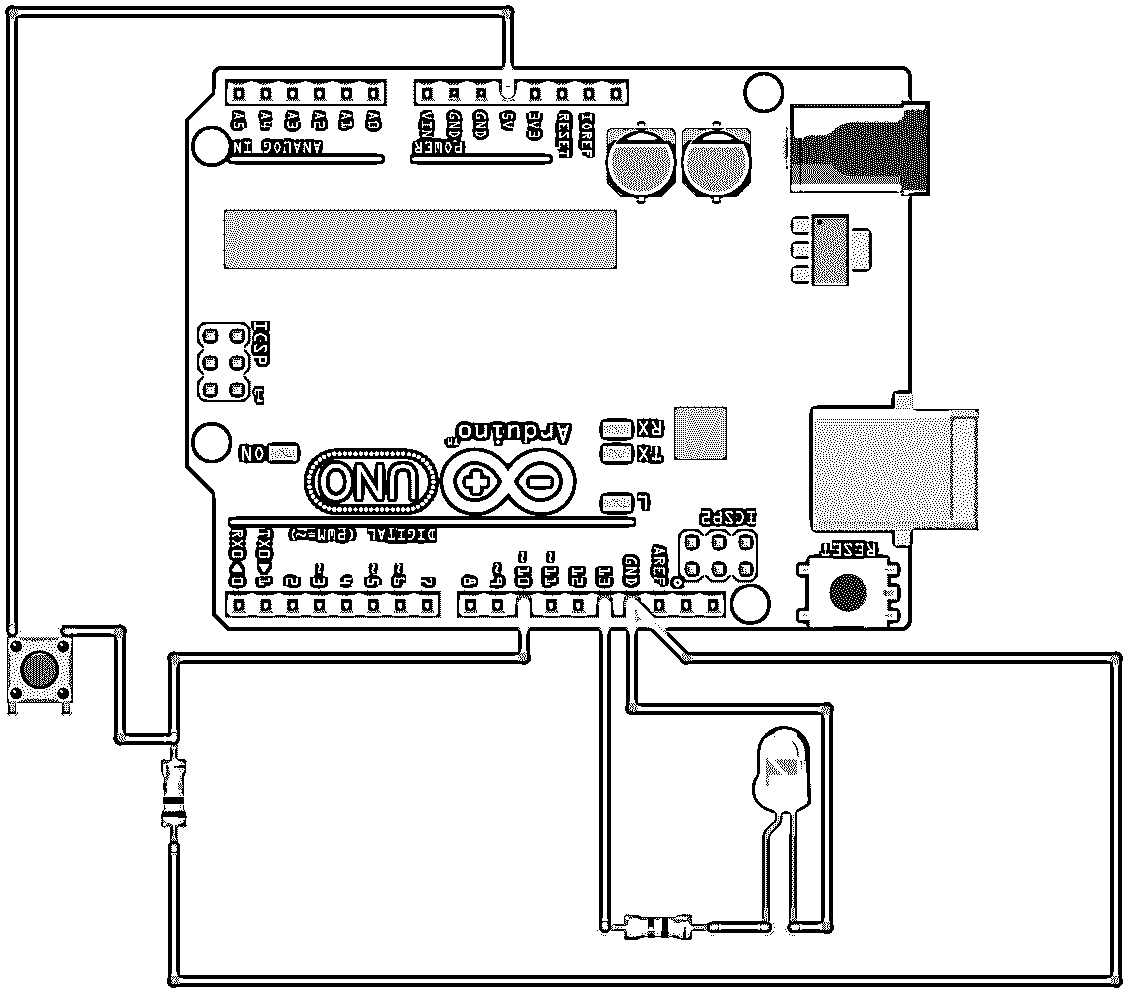 A5 A4 A3 A2 A1 A0
VIN GND GND 5V 3V3 RESET IOREF
ANALOG IN
POWER
ICSP
1
Arduino™
RX
ON
TX
UNO
L
ICSP2
DIGITAL (PWM=~)
RX0◀0 TX0▶1 2 ~3 4 ~5 ~6 7
8 ~9 ~10 ~11 12 13 GND AREF
RESET